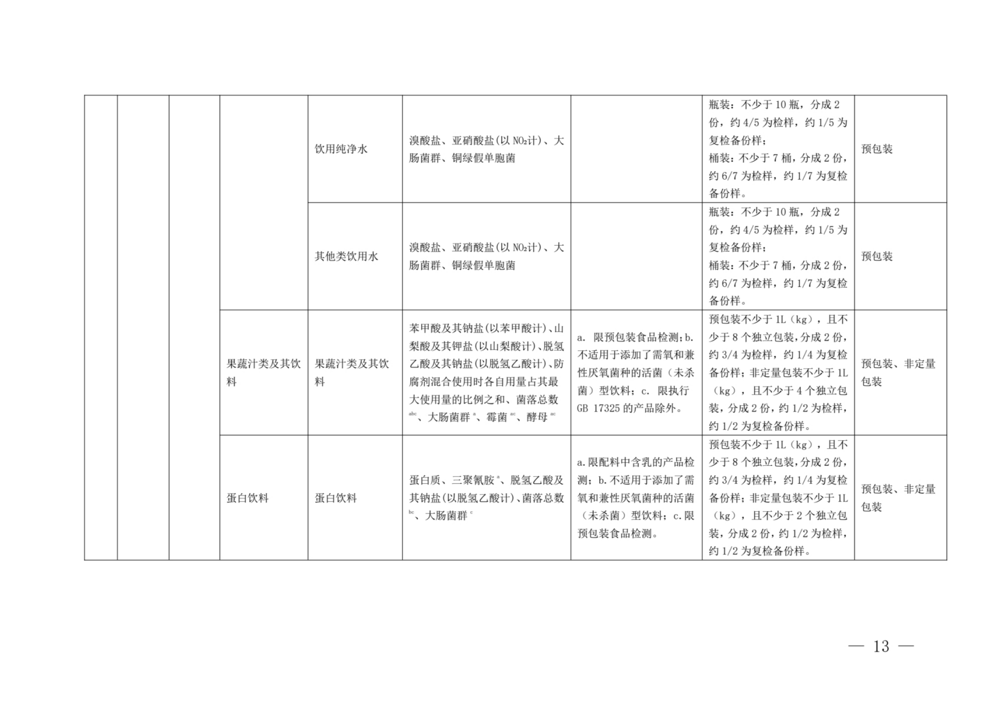 饮用纯净水
溴酸盐、亚硝酸盐(以 NO₂计)、大
肠菌群、铜绿假单胞菌
瓶装：不少于 10 瓶，分成 2
份，约 4/5 为检样，约 1/5 为
复检备份样；
桶装：不少于 7 桶，分成 2 份，
约 6/7 为检样，约 1/7 为复检
备份样。
预包装
其他类饮用水
溴酸盐、亚硝酸盐(以 NO₂计)、大
肠菌群、铜绿假单胞菌
瓶装：不少于 10 瓶，分成 2
份，约 4/5 为检样，约 1/5 为
复检备份样；
桶装：不少于 7 桶，分成 2 份，
约 6/7 为检样，约 1/7 为复检
备份样。
预包装
果蔬汁类及其饮
料
果蔬汁类及其饮
料
苯甲酸及其钠盐(以苯甲酸计)、山
梨酸及其钾盐(以山梨酸计)、脱氢
乙酸及其钠盐(以脱氢乙酸计)、防
腐剂混合使用时各自用量占其最
大使用量的比例之和、菌落总数
abc、大肠菌群 a、霉菌 ac、酵母 ac
a. 限预包装食品检测；b.
不适用于添加了需氧和兼
性厌氧菌种的活菌（未杀
菌）型饮料；c. 限执行
GB 17325 的产品除外。
预包装不少于 1L（kg），且不
少于 8 个独立包装，分成 2 份，
约 3/4 为检样，约 1/4 为复检
备份样；非定量包装不少于 1L
（kg），且不少于 4 个独立包
装，分成 2 份，约 1/2 为检样，
约 1/2 为复检备份样。
预包装、非定量
包装
蛋白饮料
蛋白饮料
蛋白质、三聚氰胺 a、脱氢乙酸及
其钠盐(以脱氢乙酸计)、菌落总数
bc、大肠菌群 c
a.限配料中含乳的产品检
测；b.不适用于添加了需
氧和兼性厌氧菌种的活菌
（未杀菌）型饮料；c.限
预包装食品检测。
预包装不少于 1L（kg），且不
少于 8 个独立包装，分成 2 份，
约 3/4 为检样，约 1/4 为复检
备份样；非定量包装不少于 1L
（kg），且不少于 2 个独立包
装，分成 2 份，约 1/2 为检样，
约 1/2 为复检备份样。
预包装、非定量
包装
— 13 —